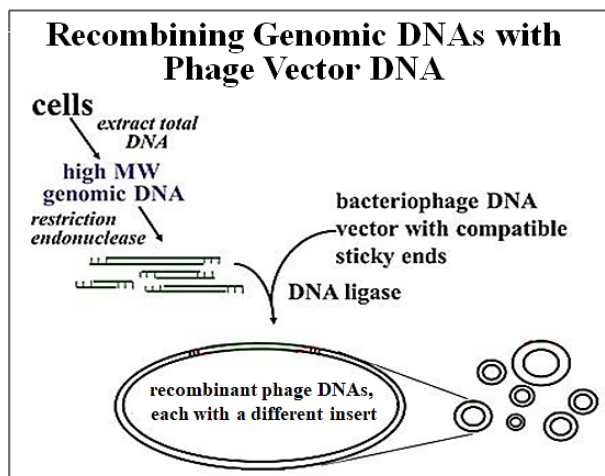 Recombining Genomic DNAs with
Phage Vector DNA
cells
extract total
DNA
high MW
genomic DNA
restriction
endonuclease
bacteriophage DNA
vector with compatible
sticky ends
DNA ligase
recombinant phage DNAs,
each with a different insert